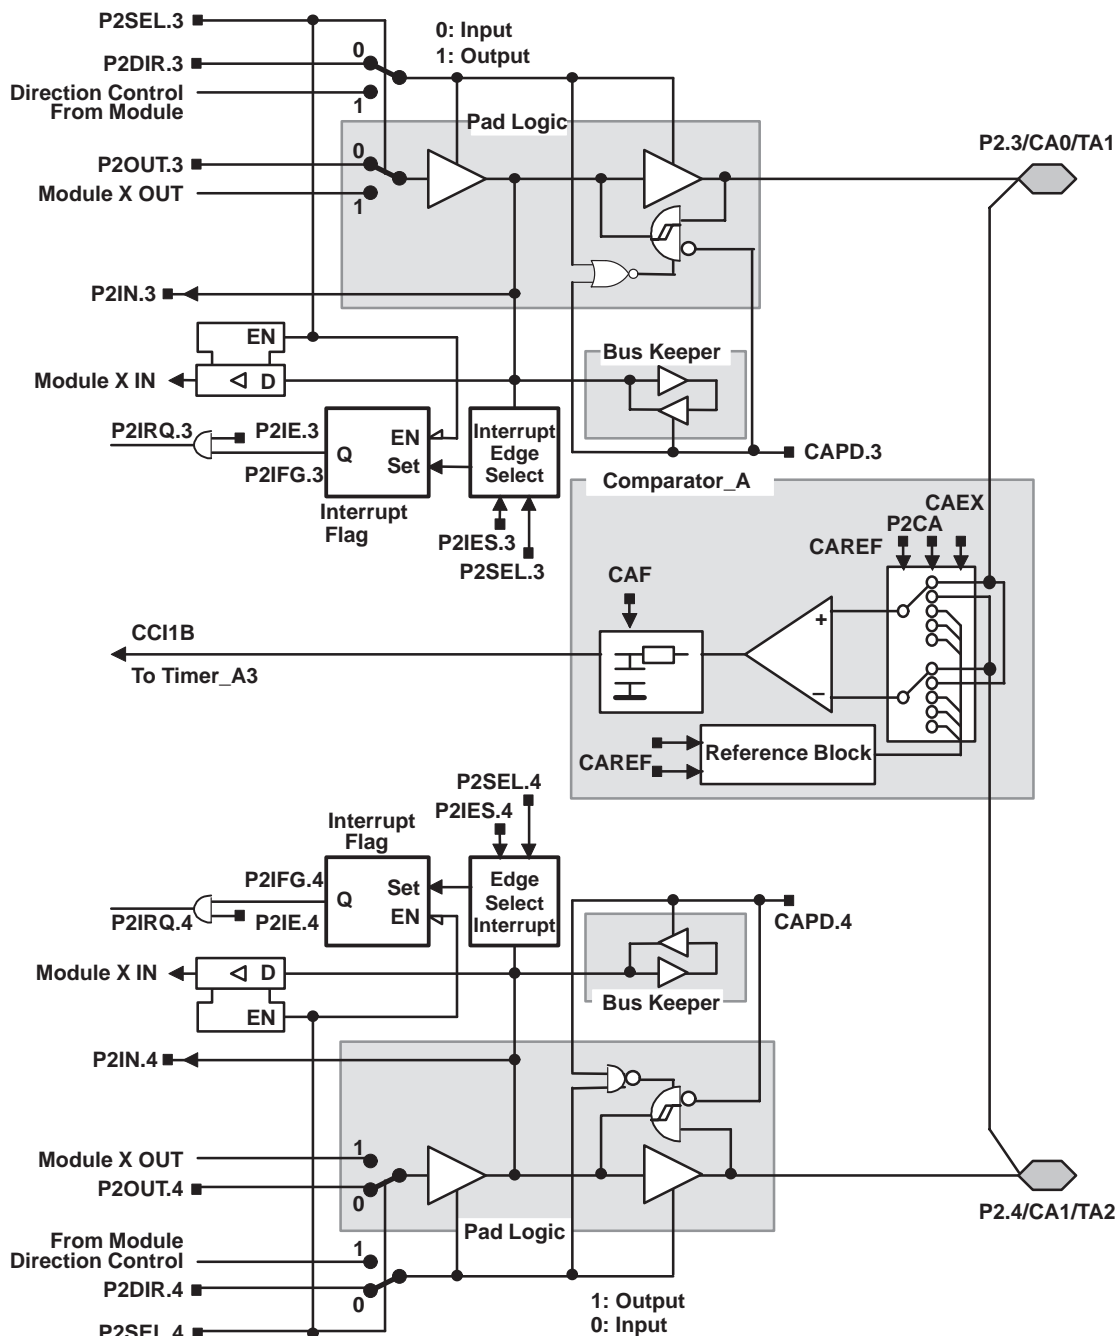 P2SEL.3
0: Input
1: Output
P2DIR.3
0
Direction Control
From Module
1
Pad Logic
P2.3/CA0/TA1
P2OUT.3
0
Module X OUT
1
P2IN.3
EN
Bus Keeper
Module X IN
D
P2IRQ.3
P2IE.3
P2IFG.3
Q
EN
Set
Interrupt
Edge
Select
CAPD.3
Interrupt
Flag
P2IES.3
P2SEL.3
Comparator_A
CAEX
P2CA
CAREF
CAF
CCI1B
To Timer_A3
+
−
Reference Block
CAREF
P2SEL.4
P2IES.4
Interrupt
Flag
P2IFG.4
P2IRQ.4
P2IE.4
Q
Set
EN
Edge
Select
Interrupt
CAPD.4
Module X IN
D
EN
Bus Keeper
P2IN.4
Module X OUT
1
P2OUT.4
0
Pad Logic
P2.4/CA1/TA2
From Module
Direction Control
1
P2DIR.4
0
1: Output
0: Input
P2SEL.4